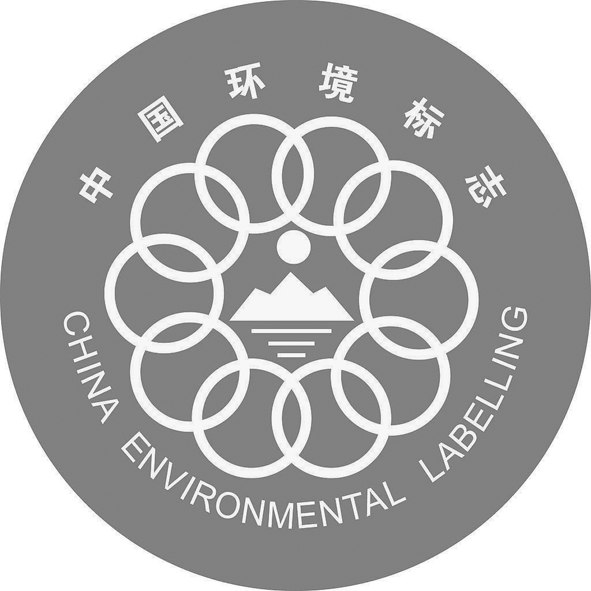 中国环境标志
CHINA ENVIRONMENTAL LABELLING